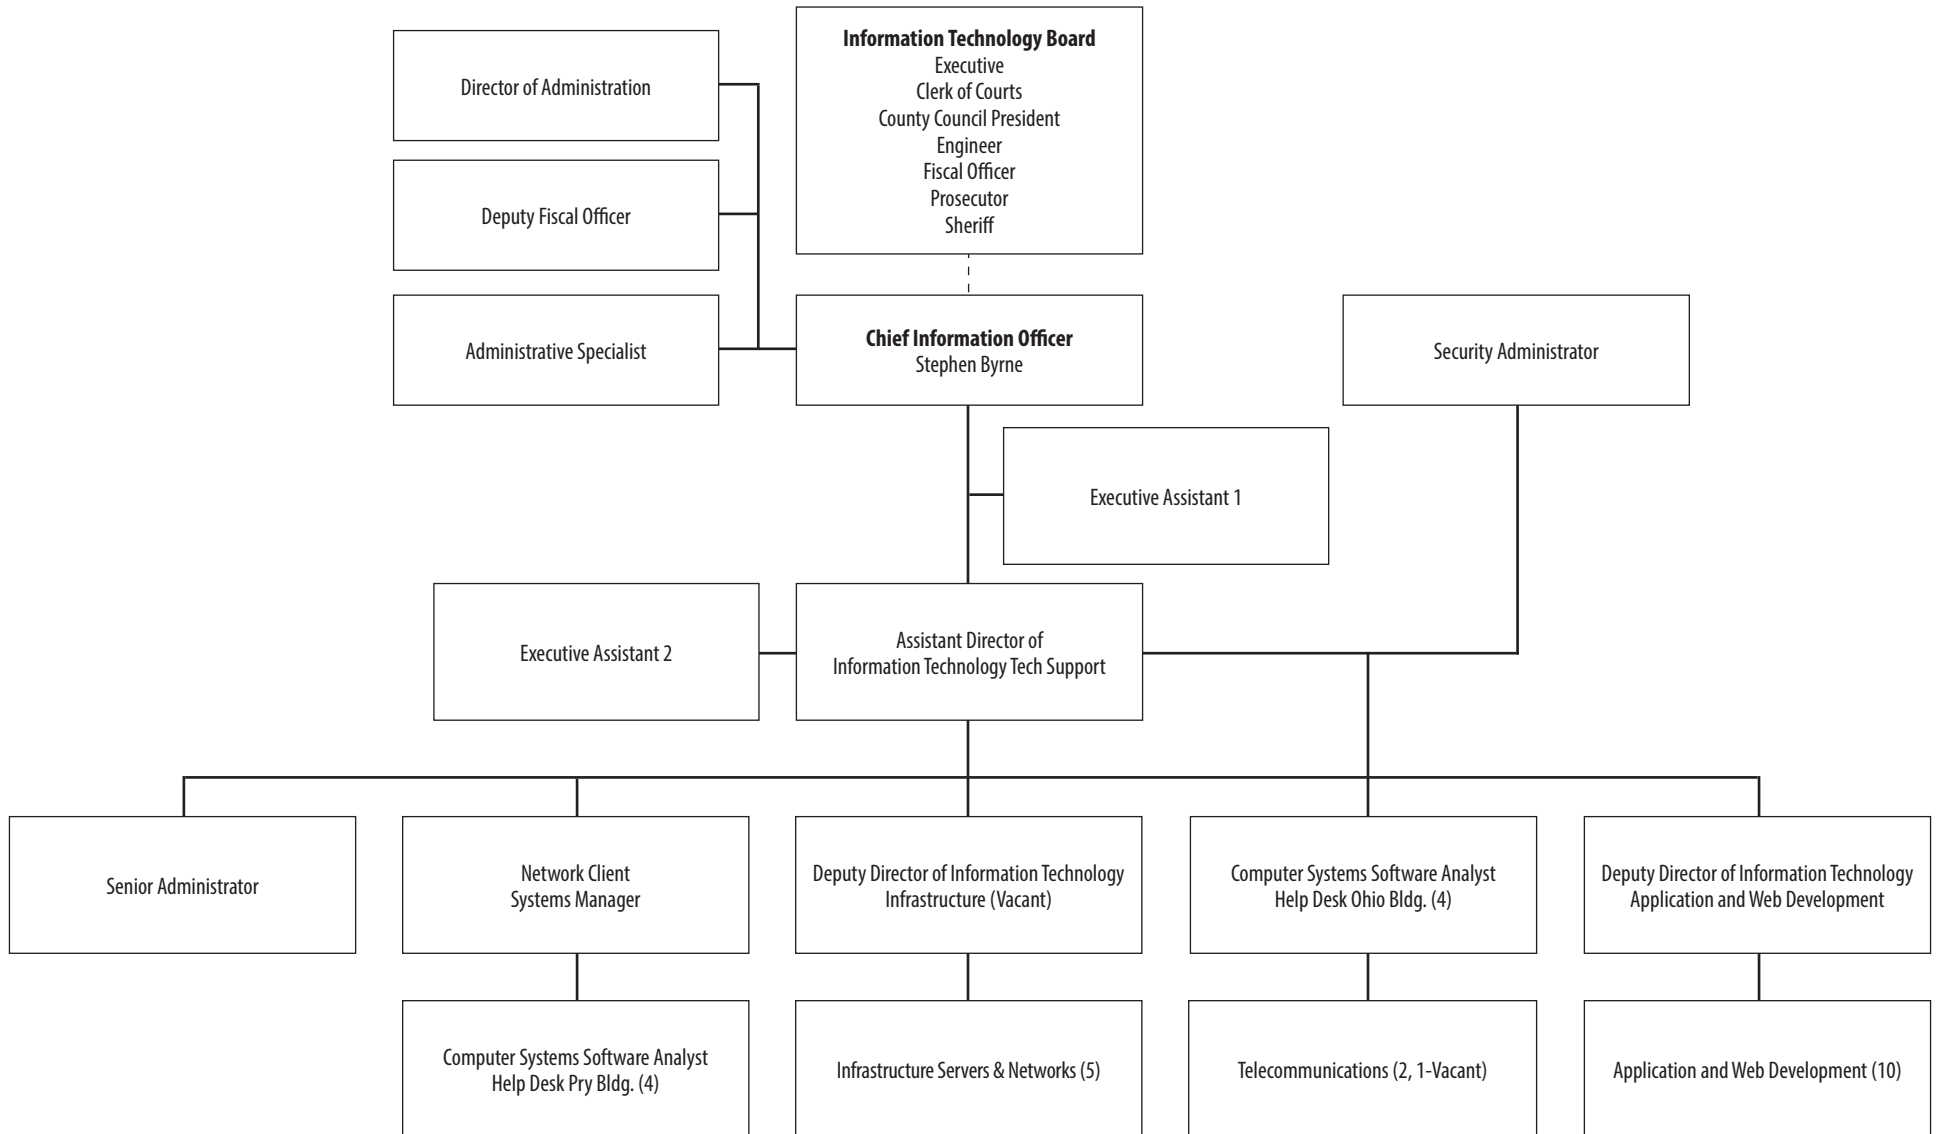 Information Technology Board
Executive
Clerk of Courts
County Council President
Engineer
Fiscal Officer
Prosecutor
Sheriff
Director of Administration
Deputy Fiscal Officer
Administrative Specialist
Chief Information Officer
Stephen Byrne
Security Administrator
Executive Assistant 1
Executive Assistant 2
Assistant Director of
Information Technology Tech Support
Senior Administrator
Network Client
Systems Manager
Deputy Director of Information Technology
Infrastructure (Vacant)
Computer Systems Software Analyst
Help Desk Ohio Bldg. (4)
Deputy Director of Information Technology
Application and Web Development
Computer Systems Software Analyst
Help Desk Pry Bldg. (4)
Infrastructure Servers & Networks (5)
Telecommunications (2, 1-Vacant)
Application and Web Development (10)